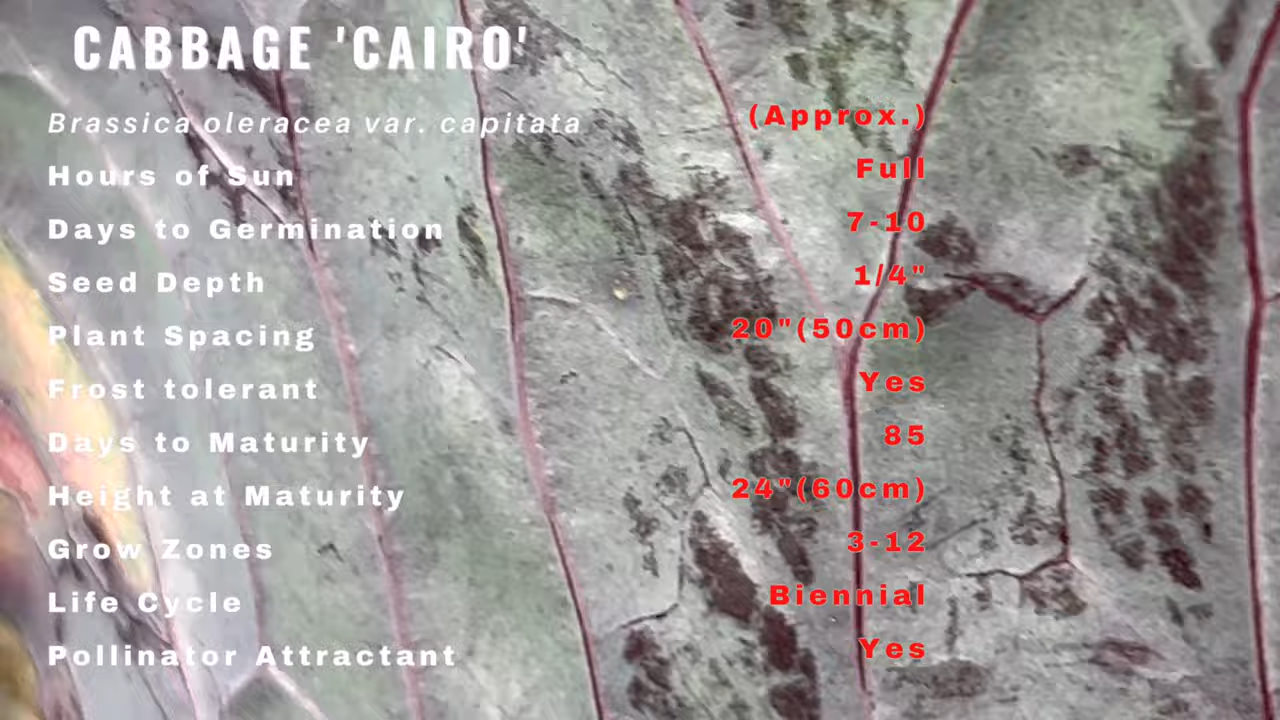 CABBAGE 'CAIRO'
Brassica oleracea var. capitata (Approx.)
Hours of Sun Full
Days to Germination 7-10
Seed Depth 1/4"
Plant Spacing 20"(50cm)
Frost tolerant Yes
Days to Maturity 85
Height at Maturity 24"(60cm)
Grow Zones 3-12
Life Cycle Biennial
Pollinator Attractant Yes